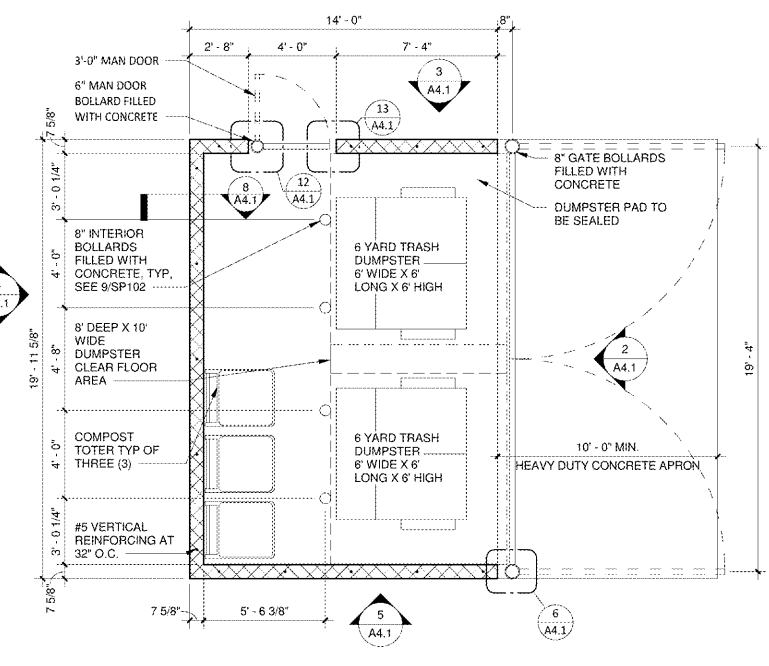 14' - 0"
8"
2' - 8"
4' - 0"
7' - 4"
3'-0" MAN DOOR
6" MAN DOOR
BOLLARD FILLED
WITH CONCRETE
3
A4.1
13
A4.1
7 5/8"
8" GATE BOLLARDS
FILLED WITH
CONCRETE
DUMPSTER PAD TO
BE SEALED
12
A4.1
8
A4.1
3' - 0 1/4"
8" INTERIOR
BOLLARDS
FILLED WITH
CONCRETE, TYP,
SEE 9/SP102
4' - 0"
6 YARD TRASH
DUMPSTER
6' WIDE X 6'
LONG X 6' HIGH
.1
19' - 11 5/8"
8' DEEP X 10'
WIDE
DUMPSTER
CLEAR FLOOR
AREA
4' - 8"
2
A4.1
19' - 4"
COMPOST
TOTER TYP OF
THREE (3)
4' - 0"
6 YARD TRASH
DUMPSTER
6' WIDE X 6'
LONG X 6' HIGH
10' - 0" MIN.
HEAVY DUTY CONCRETE APRON
#5 VERTICAL
REINFORCING AT
32" O.C.
3' - 0 1/4"
7 5/8"
7 5/8"
5' - 6 3/8"
5
A4.1
6
A4.1